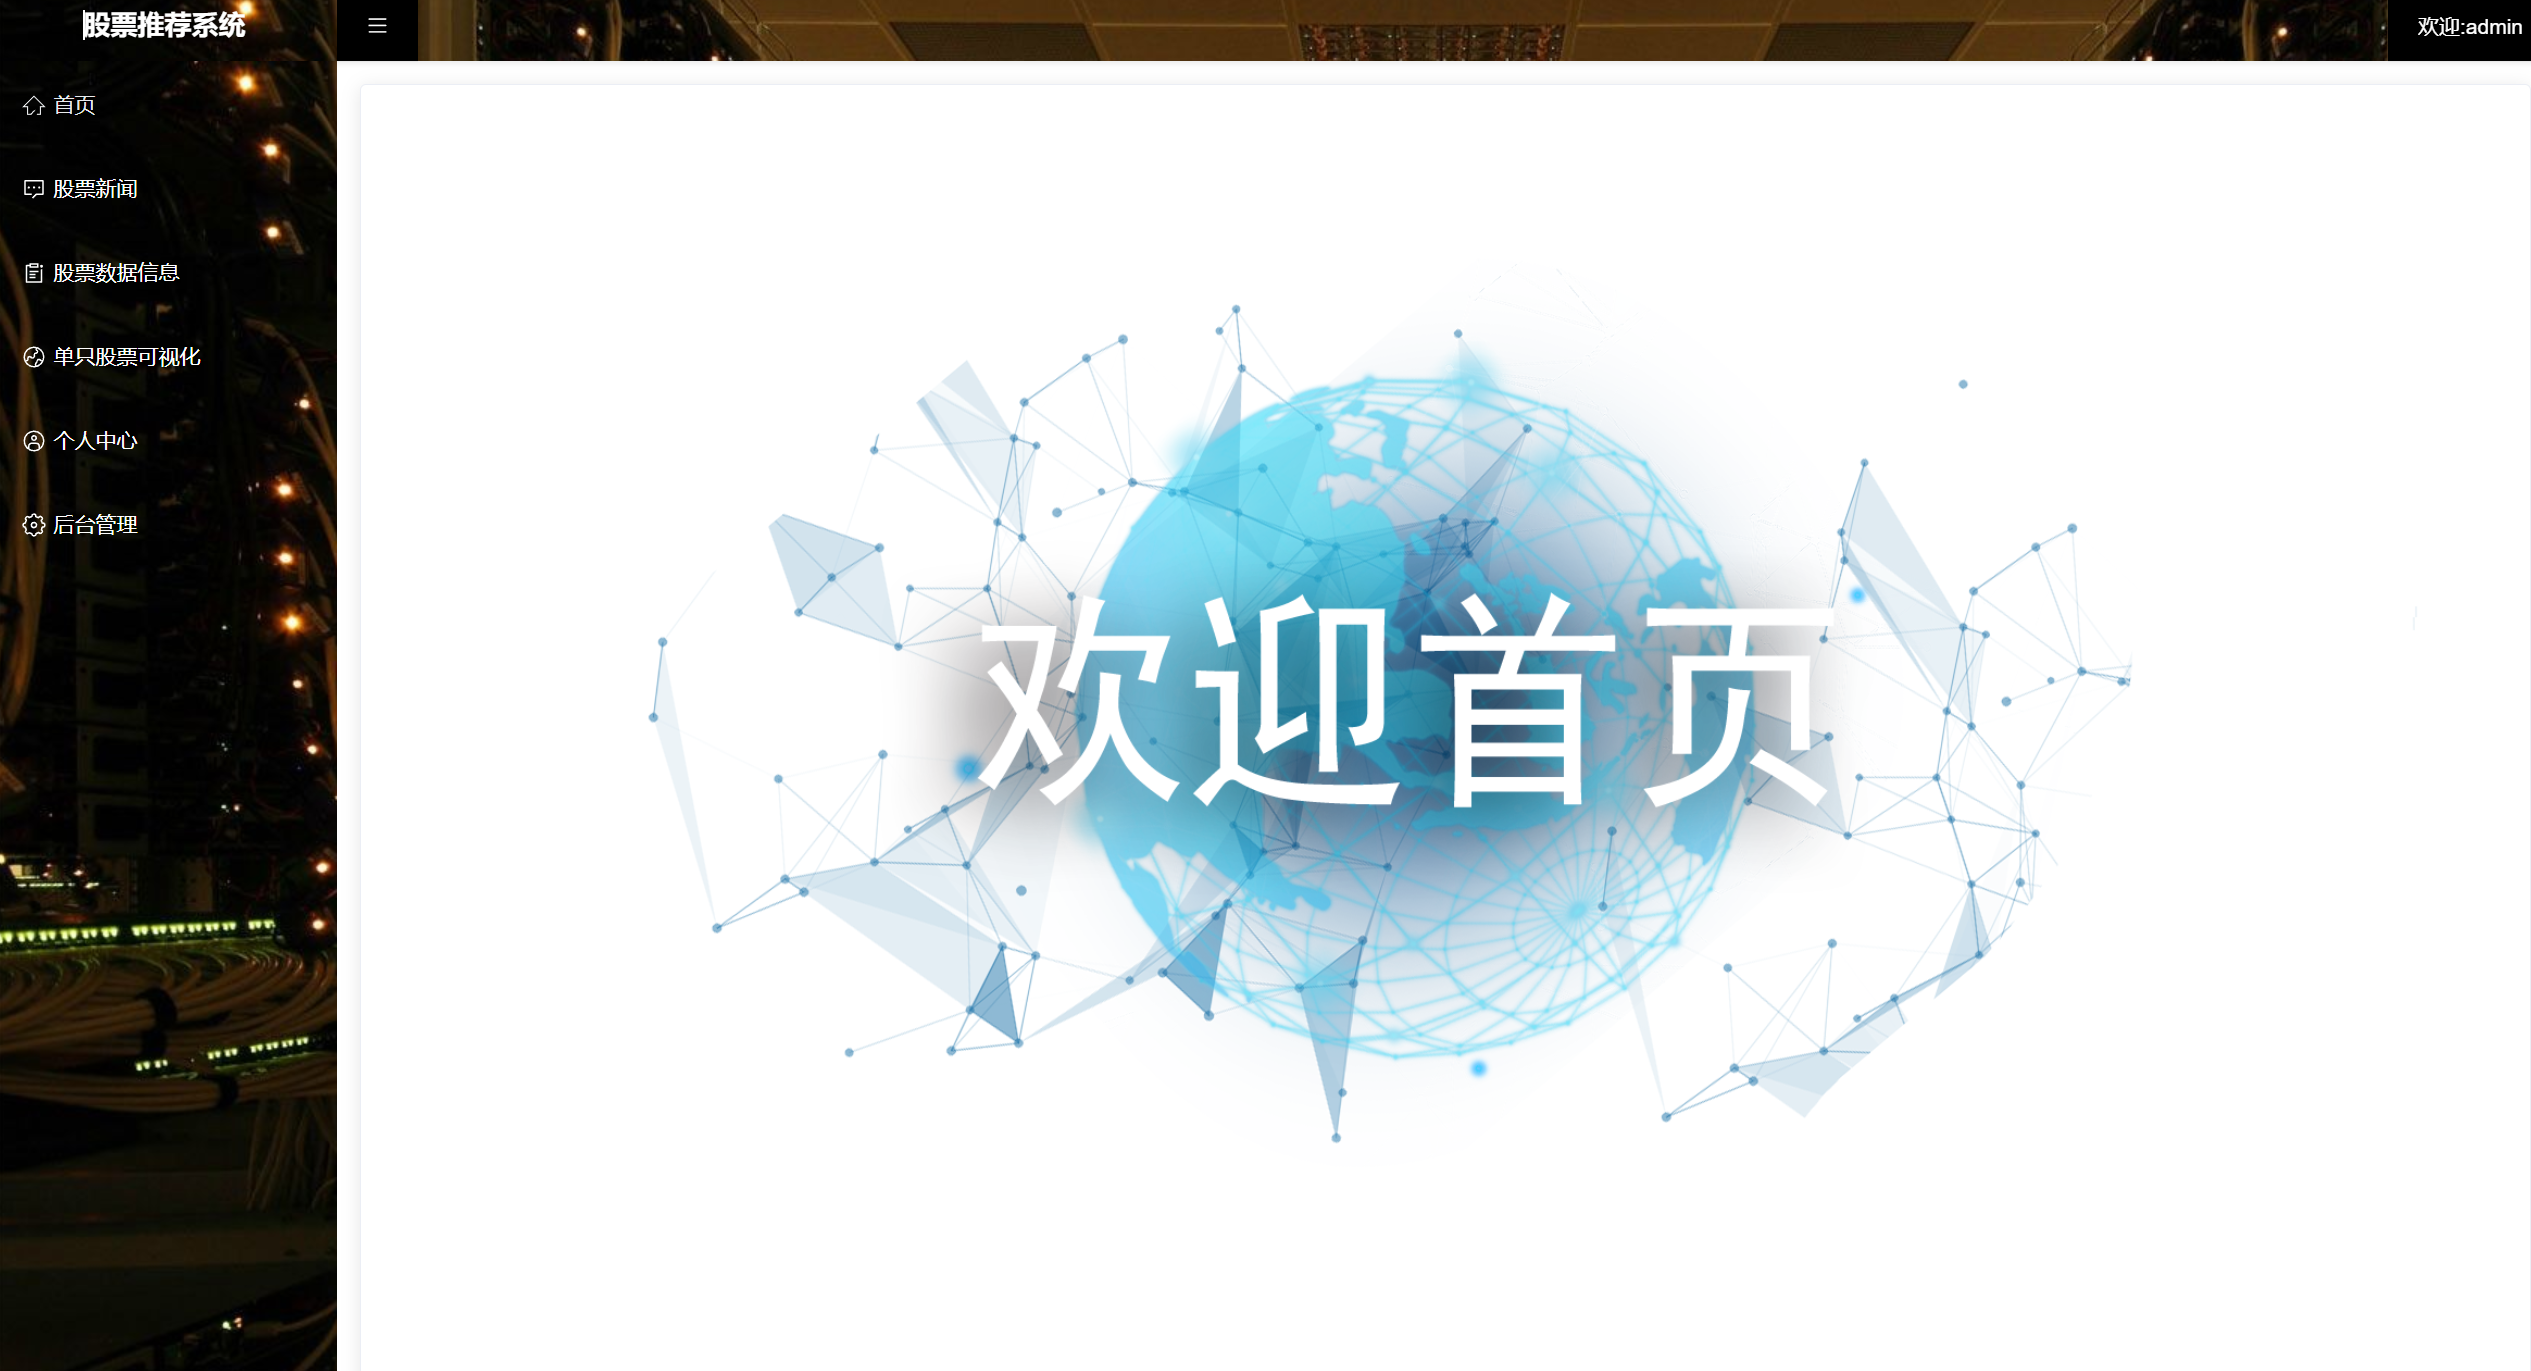 股票推荐系统
欢迎:admin
首页
股票新闻
股票数据信息
单只股票可视化
个人中心
后台管理
欢迎首页